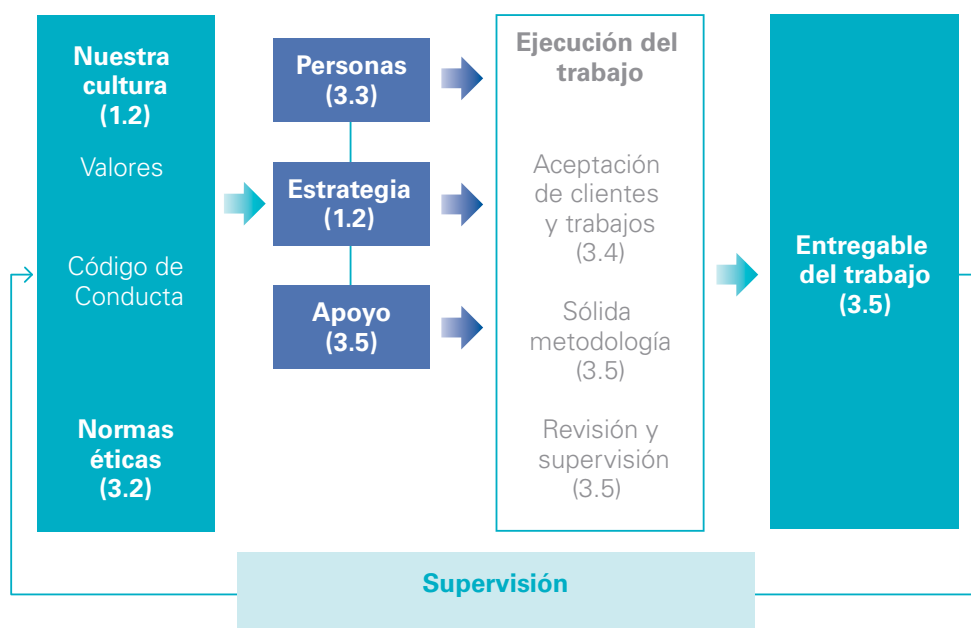 Nuestra
cultura
(1.2)
Valores
Código de
Conducta
Normas
éticas
(3.2)
Personas
(3.3)
Estrategia
(1.2)
Apoyo
(3.5)
Ejecución del
trabajo
Aceptación
de clientes
y trabajos
(3.4)
Sólida
metodología
(3.5)
Revisión y
supervisión
(3.5)
Entregable
del trabajo
(3.5)
Supervisión